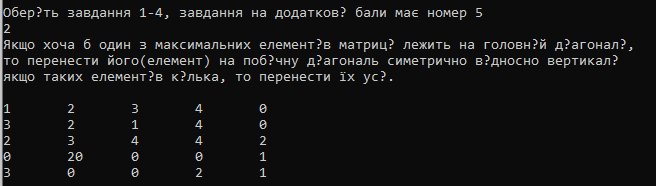 Обер?ть завдання 1-4, завдання на додатков? бали має номер 5
2
Якщо хоча б один з максимальних елемент?в матриц? лежить на головн?й д?агонал?,
то перенести його(елемент) на поб?чну д?агональ симетрично в?дносно вертикал?
якщо таких елемент?в к?лька, то перенести їх ус?.
1 2 3 4 0
3 2 1 4 0
2 3 4 4 2
0 20 0 0 1
3 0 0 2 1